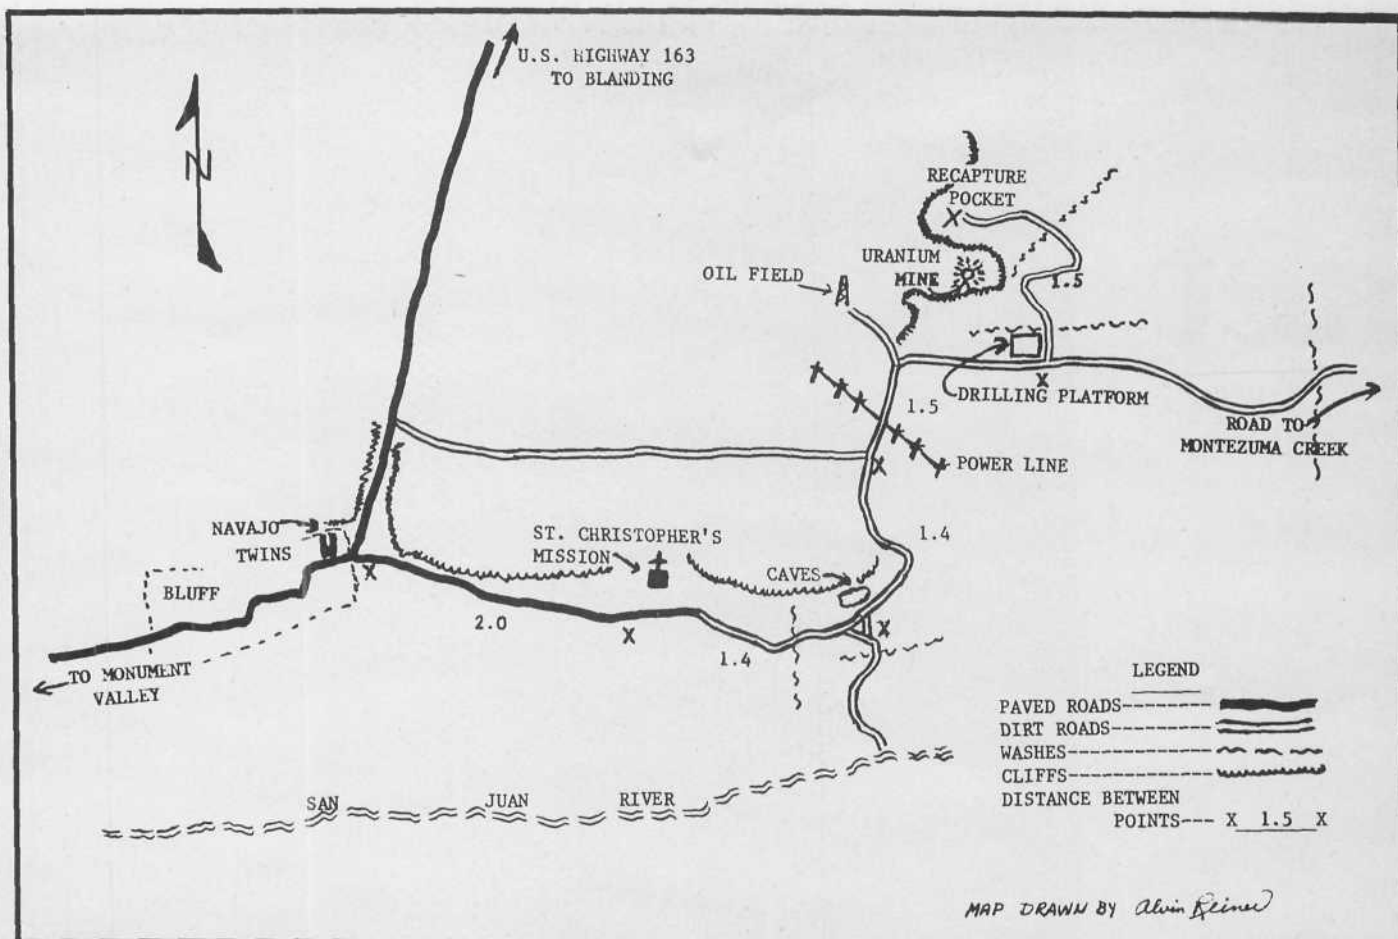 U.S. HIGHWAY 163
TO BLANDING
N
RECAPTURE
POCKET
X
URANIUM
MINE
OIL FIELD
1.5
DRILLING PLATFORM
X
1.5
ROAD TO
MONTEZUMA CREEK
POWER LINE
X
NAVAJO
TWINS
ST. CHRISTOPHER'S
MISSION
1.4
CAVES
BLUFF
X
2.0
X
1.4
X
TO MONUMENT
VALLEY
LEGEND
PAVED ROADS-------
DIRT ROADS--------
WASHES------------
CLIFFS------------
DISTANCE BETWEEN
POINTS--- X 1.5 X
SAN JUAN RIVER
MAP DRAWN BY Alvin Reiner